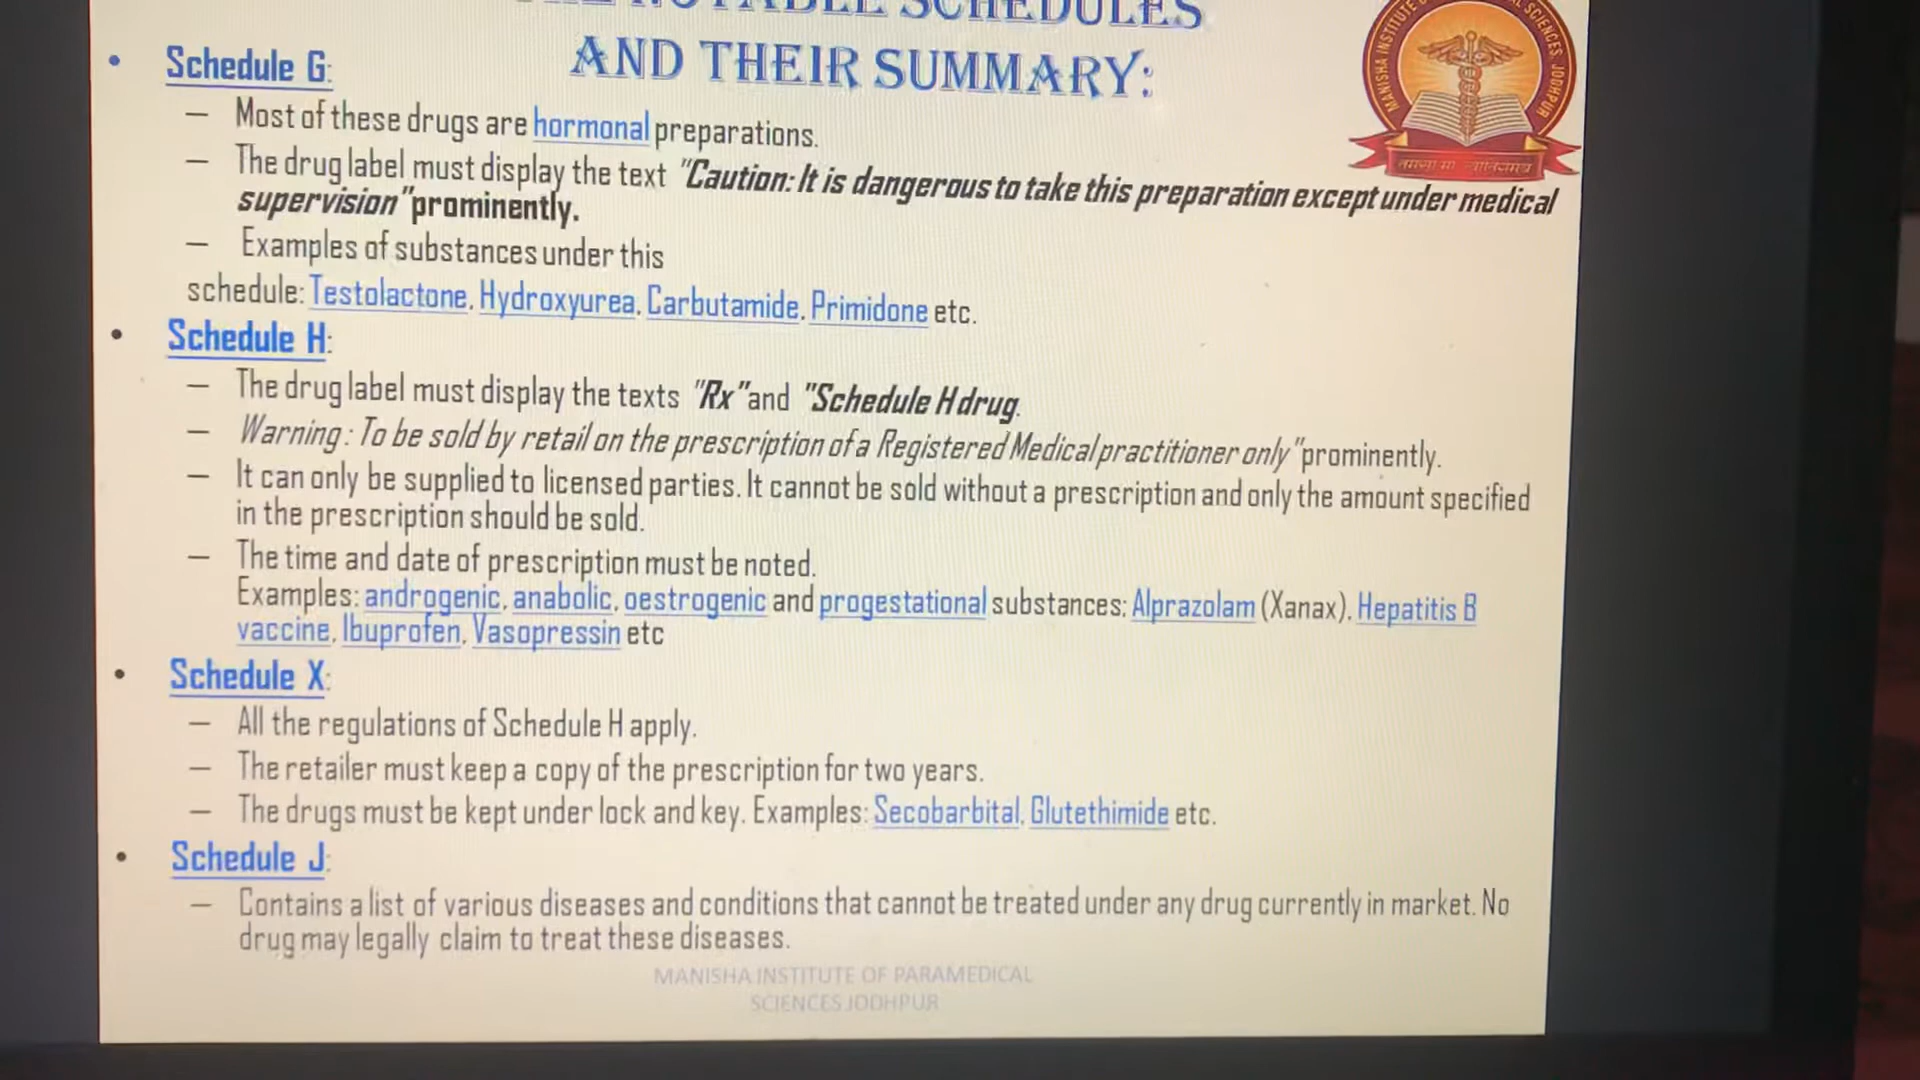 NOTABLE SCHEDULES
AND THEIR SUMMARY:
MANISHA INSTITUTE SCIENCES, JODHPUR
• Schedule G:
– Most of these drugs are hormonal preparations.
– The drug label must display the text "Caution: It is dangerous to take this preparation except under medical
supervision" prominently.
– Examples of substances under this
schedule: Testolactone, Hydroxyurea, Carbutamide, Primidone etc.
• Schedule H:
– The drug label must display the texts "Rx" and "Schedule H drug.
– Warning: To be sold by retail on the prescription of a Registered Medical practitioner only" prominently.
– It can only be supplied to licensed parties. It cannot be sold without a prescription and only the amount specified
in the prescription should be sold.
– The time and date of prescription must be noted.
Examples: androgenic, anabolic, oestrogenic and progestational substances; Alprazolam (Xanax), Hepatitis B
vaccine, Ibuprofen, Vasopressin etc
• Schedule X:
– All the regulations of Schedule H apply.
– The retailer must keep a copy of the prescription for two years.
– The drugs must be kept under lock and key. Examples: Secobarbital, Glutethimide etc.
• Schedule J:
– Contains a list of various diseases and conditions that cannot be treated under any drug currently in market. No
drug may legally claim to treat these diseases.
MANISHA INSTITUTE OF PARAMEDICAL
SCIENCES JODHPUR